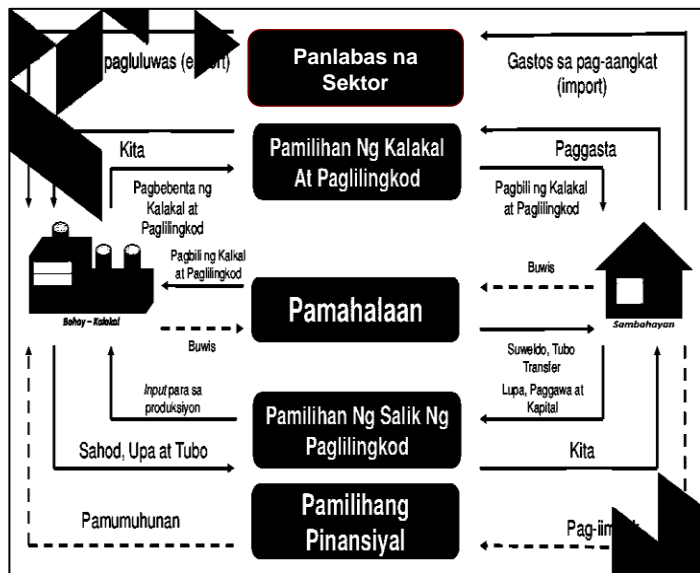 Panlabas na
Sektor
pagluluwas
Gastos sa pag-aangkat
(import)
Kita
Pamilihan Ng Kalakal
At Paglilingkod
Paggasta
Pagbebenta ng
Kalakal at
Paglilingkod
Pagbili ng Kalakal
at Paglilingkod
Pagbili ng Kalkal
at Paglilingkod
Buwis
Bahay – Kalakal
Pamahalaan
Sambahayan
Buwis
Suweldo, Tubo
Transfer
Input para sa
produksiyon
Pamilihan Ng Salik Ng
Paglilingkod
Lupa, Paggawa at
Kapital
Sahod, Upa at Tubo
Kita
Pamumuhunan
Pamilihang
Pinansiyal